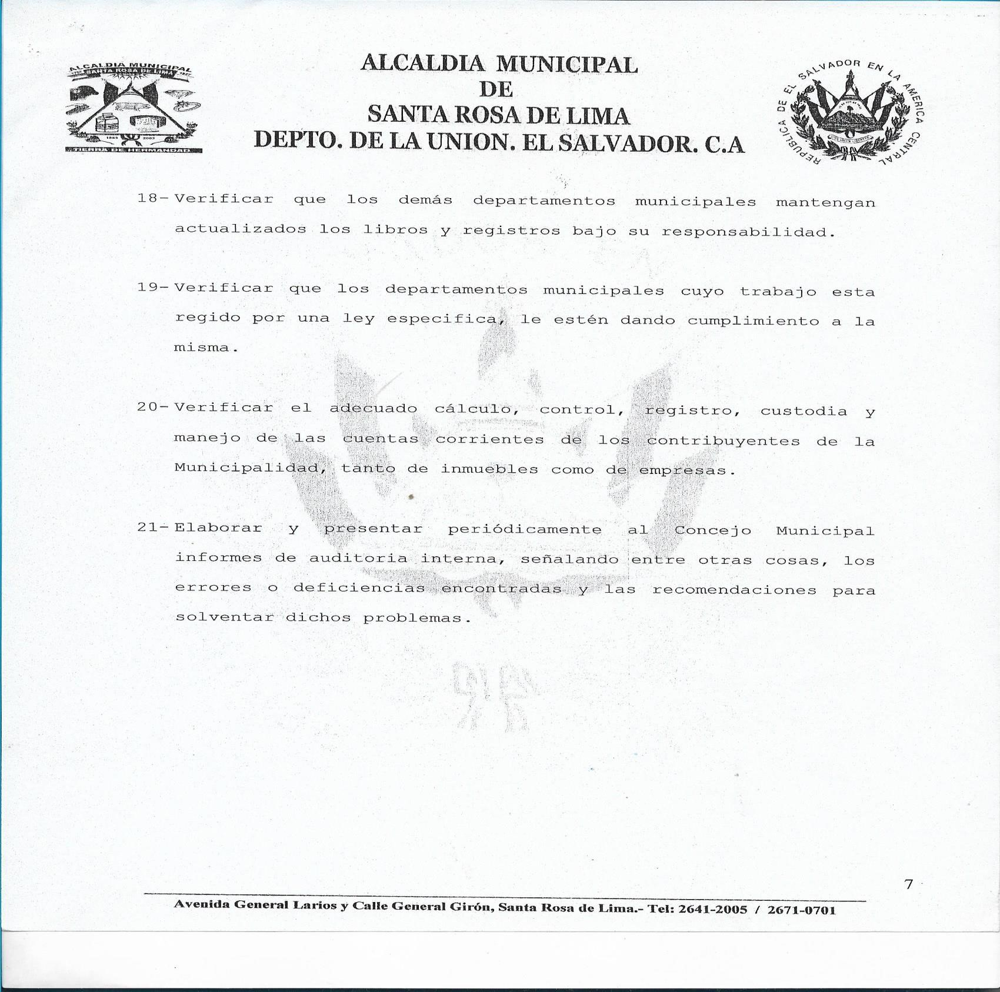 ALCALDIA MUNICIPAL
SANTA ROSA DE LIMA
1883 2003
TIERRA DE HERMANDAD
ALCALDIA MUNICIPAL
DE
SANTA ROSA DE LIMA
DEPTO. DE LA UNION. EL SALVADOR. C.A
REPUBLICA DE EL SALVADOR EN LA AMERICA CENTRAL
18- Verificar que los demás departamentos municipales mantengan
actualizados los libros y registros bajo su responsabilidad.
19- Verificar que los departamentos municipales cuyo trabajo esta
regido por una ley especifica, le estén dando cumplimiento a la
misma.
20- Verificar el adecuado cálculo, control, registro, custodia y
manejo de las cuentas corrientes de los contribuyentes de la
Municipalidad, tanto de inmuebles como de empresas.
21- Elaborar y presentar periódicamente al Concejo Municipal
informes de auditoria interna, señalando entre otras cosas, los
errores o deficiencias encontradas y las recomendaciones para
solventar dichos problemas.
7
Avenida General Larios y Calle General Girón, Santa Rosa de Lima.- Tel: 2641-2005 / 2671-0701